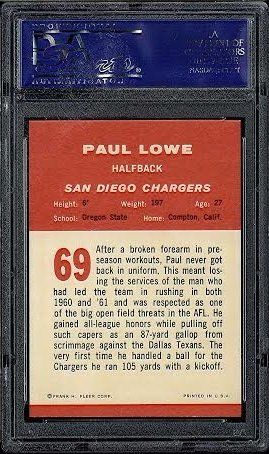 PSA
PAUL LOWE
HALFBACK
SAN DIEGO CHARGERS
Height: 6' Weight: 197 Age: 27
School: Oregon State Home: Compton, Calif.
69
After a broken forearm in pre-
season workouts, Paul never got
back in uniform. This meant los-
ing the services of the man who
had led the team in rushing in both
1960 and '61 and was respected as one
of the big open field threats in the AFL. He
gained all-league honors while pulling off
such capers as an 87-yard gallop from
scrimmage against the Dallas Texans. The
very first time he handled a ball for the
Chargers he ran 105 yards with a kickoff.
©FRANK H. FLEER CORP. PRINTED IN U.S.A